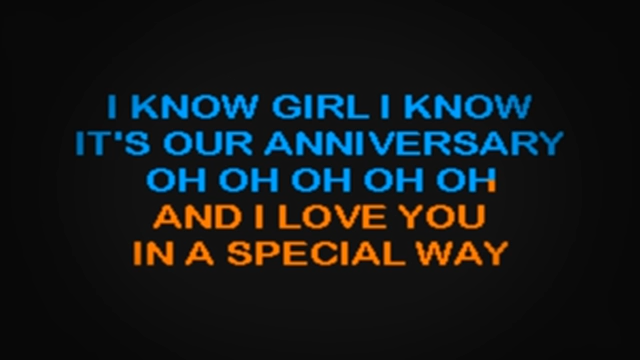 I KNOW GIRL I KNOW
IT'S OUR ANNIVERSARY
OH OH OH OH OH
AND I LOVE YOU
IN A SPECIAL WAY